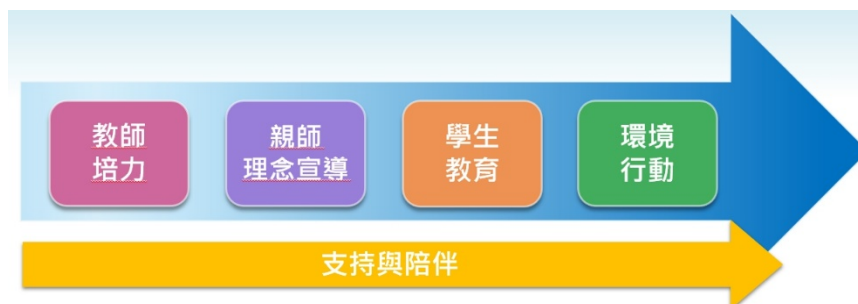 教師
培力
親師
理念宣導
學生
教育
環境
行動
支持與陪伴